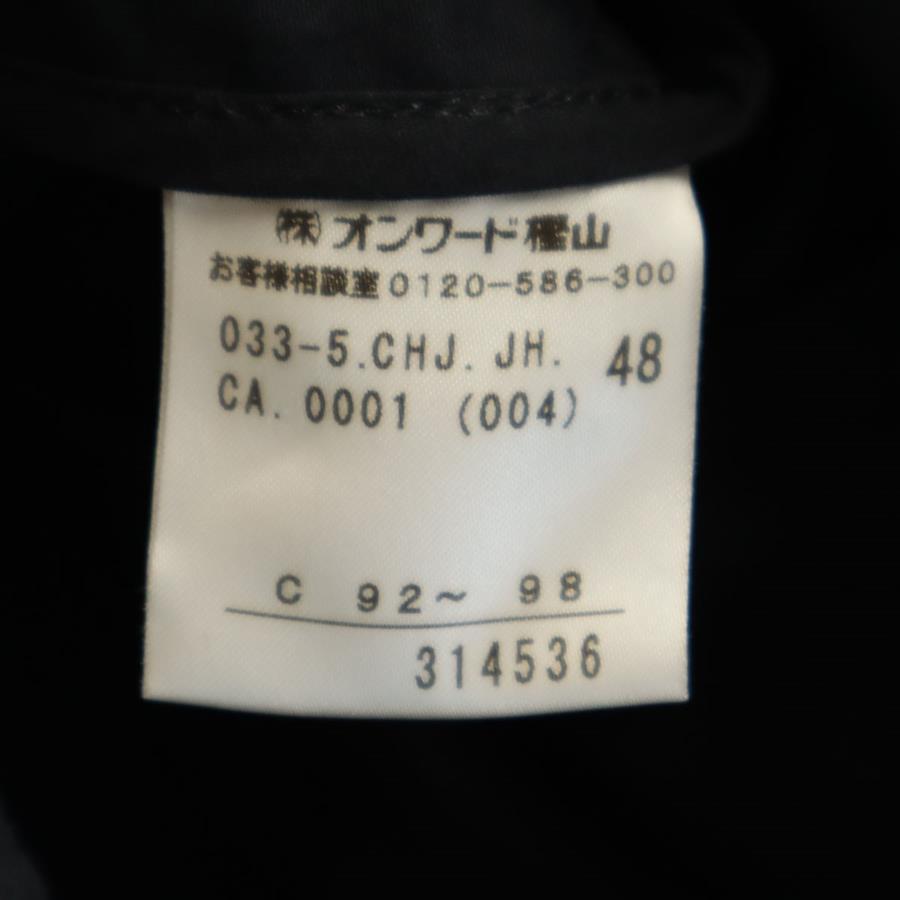 ㈱オンワード樫山
お客様相談室0120-586-300
033-5.CHJ.JH. 48
CA.0001 (004)
C 92~ 98
314536